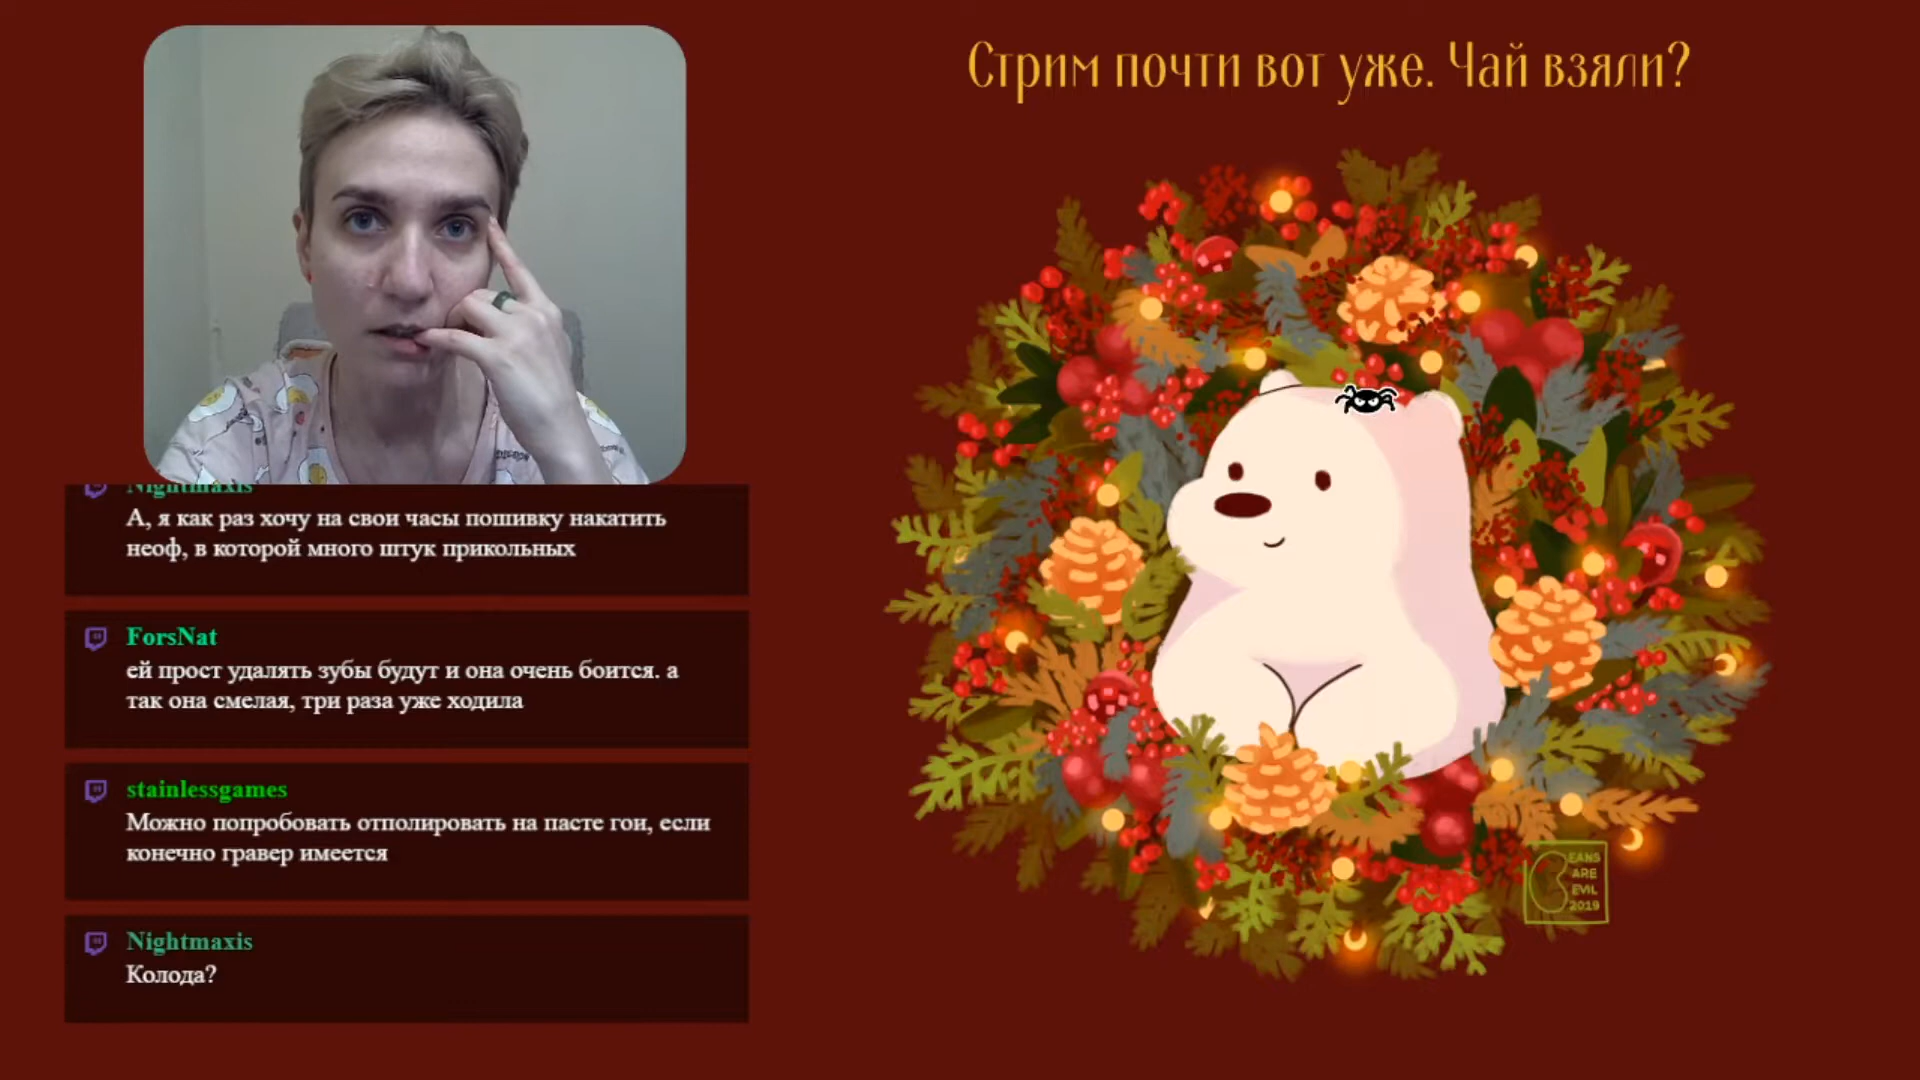 Стрим почти вот уже. Чай взяли?
Nightmaxis
А, я как раз хочу на свои часы пошивку накатить
неоф, в которой много штук прикольных
ForsNat
ей прост удалять зубы будут и она очень боится. а
так она смелая, три раза уже ходила
stainlessgames
Можно попробовать отполировать на пасте гои, если
конечно гравер имеется
Nightmaxis
Колода?
BEANS
ARE
EVIL
2019